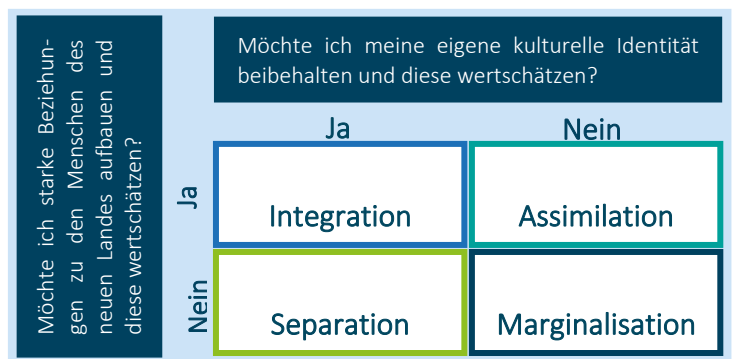 Möchte ich starke Beziehun-
gen zu den Menschen des
neuen Landes aufbauen und
diese wertschätzen?
Möchte ich meine eigene kulturelle Identität
beibehalten und diese wertschätzen?
Ja
Nein
Ja
Integration
Assimilation
Nein
Separation
Marginalisation